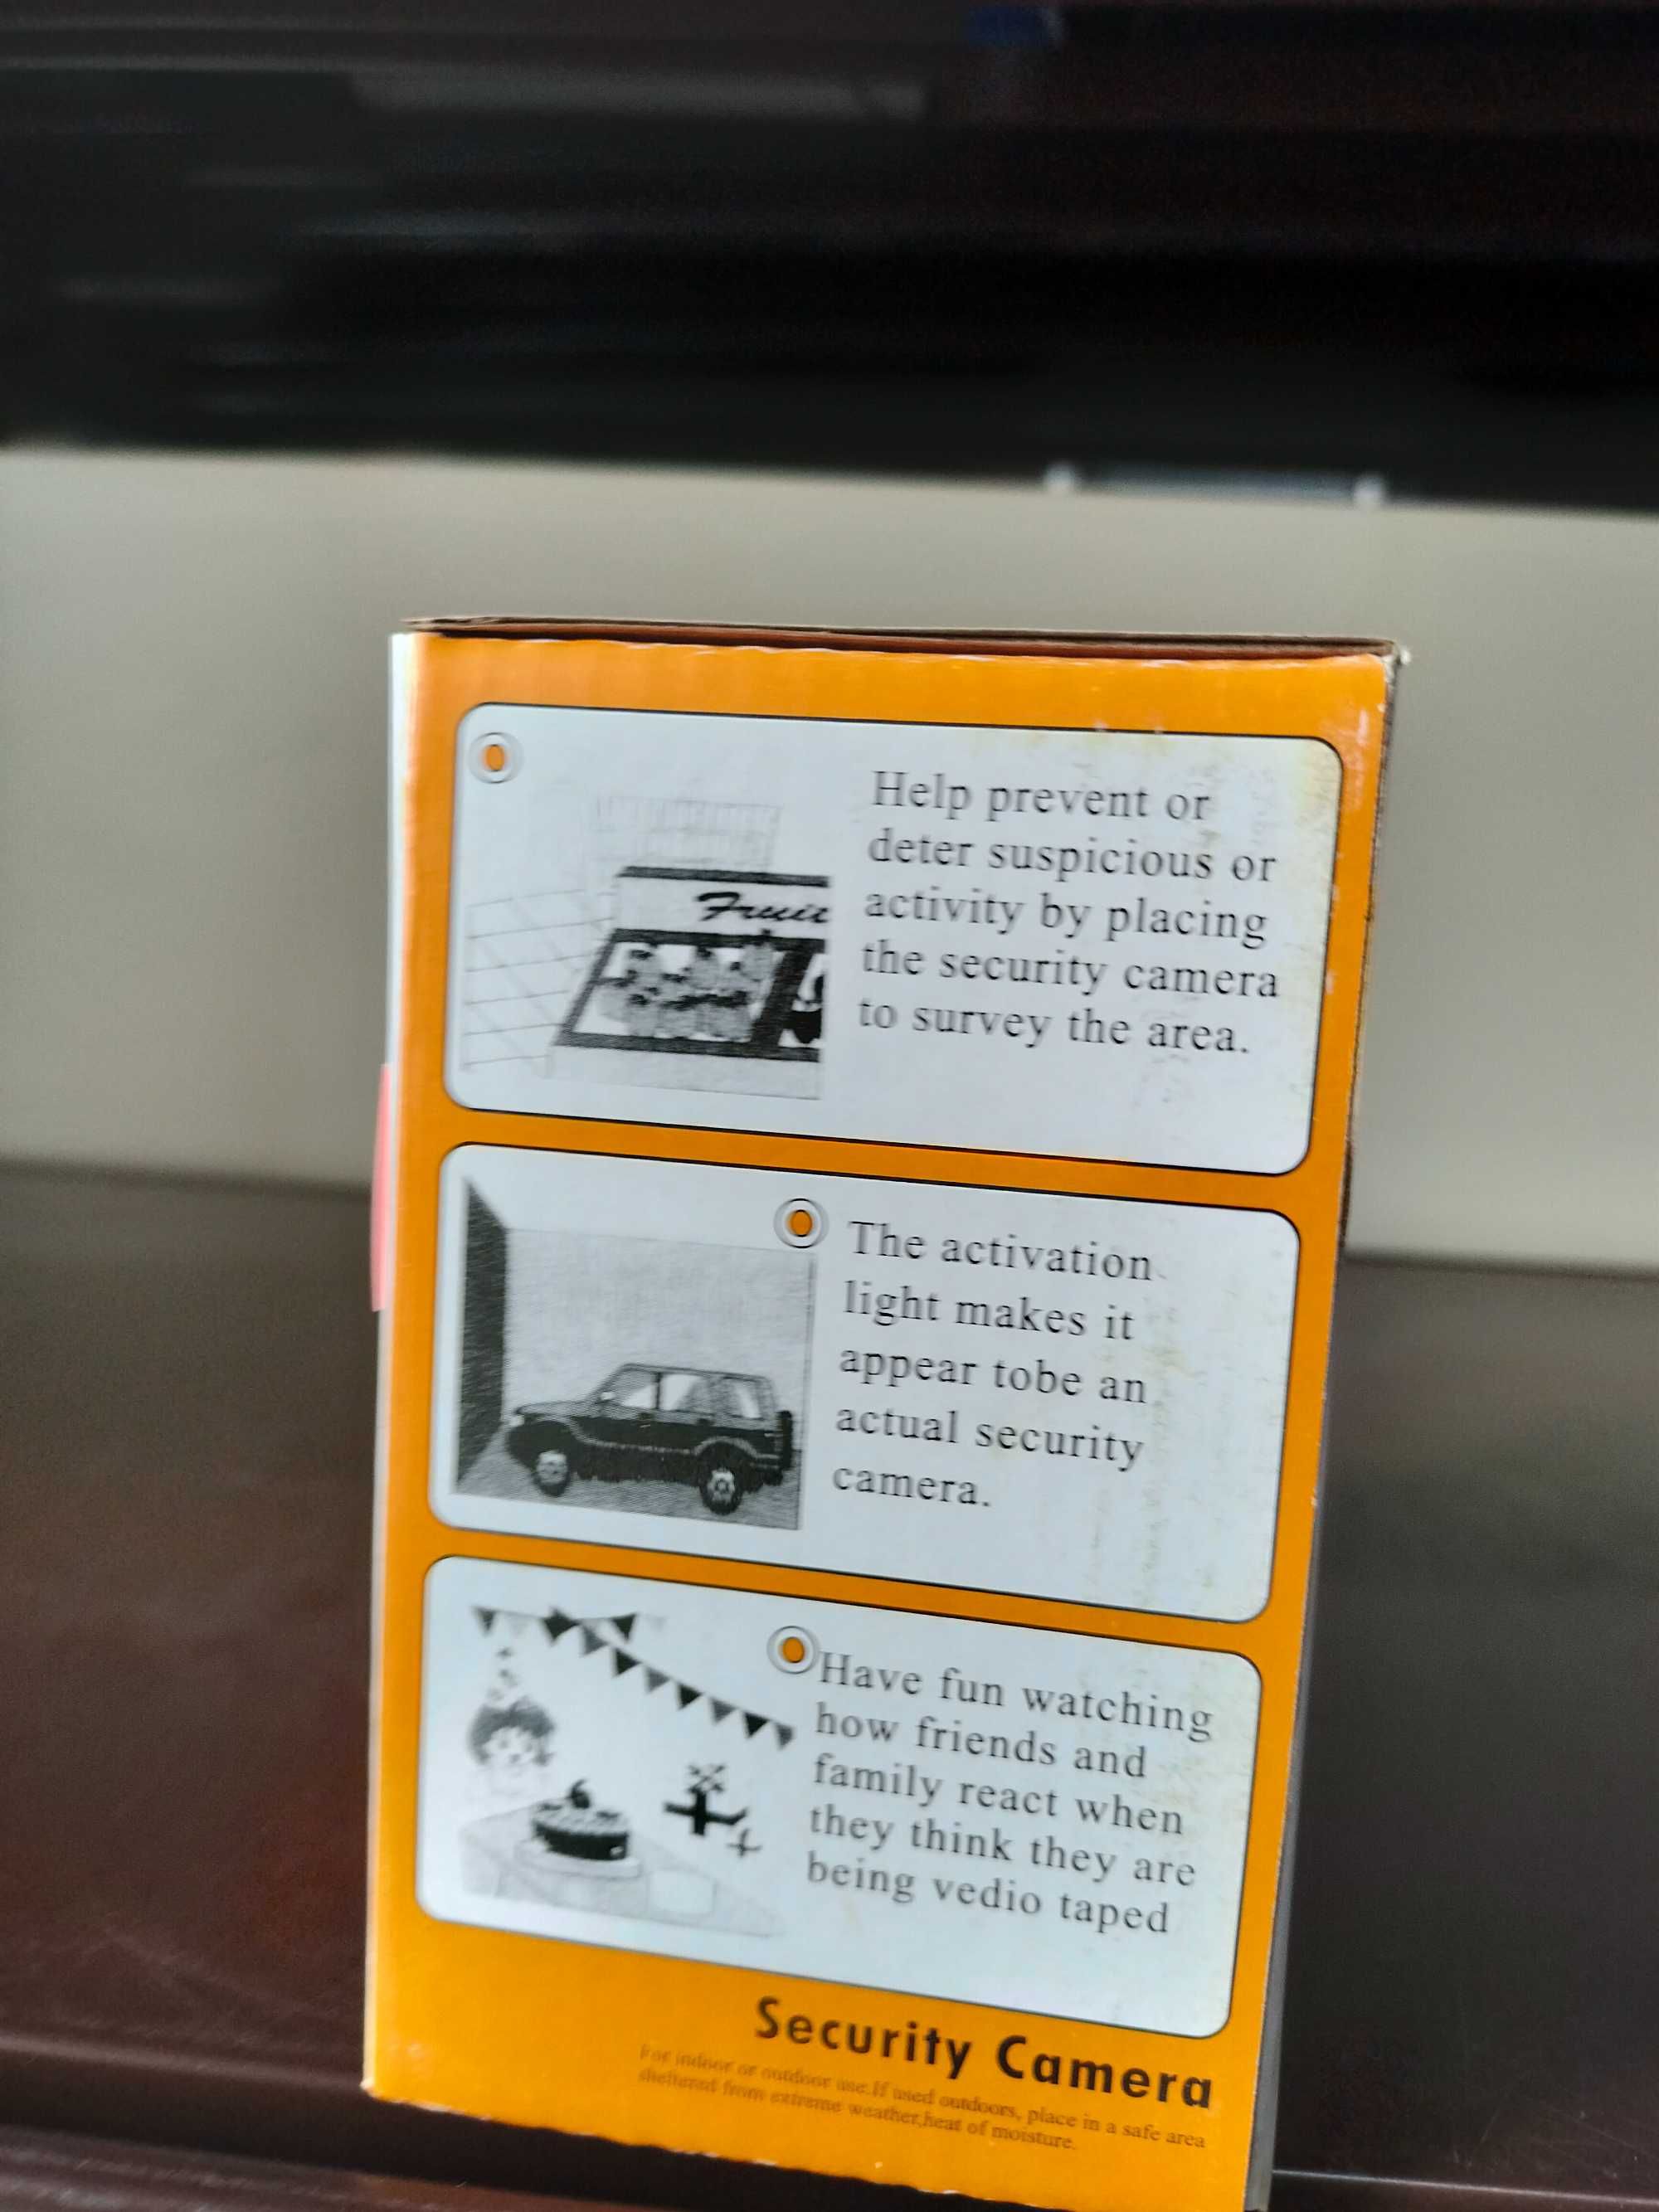 Fruit
Help prevent or
deter suspicious or
activity by placing
the security camera
to survey the area.
The activation
light makes it
appear tobe an
actual security
camera.
Have fun watching
how friends and
family react when
they think they are
being vedio taped
Security Camera
For indoor or outdoor use.If used outdoors, place in a safe area
sheltured from extreme weather,heat of moisture.